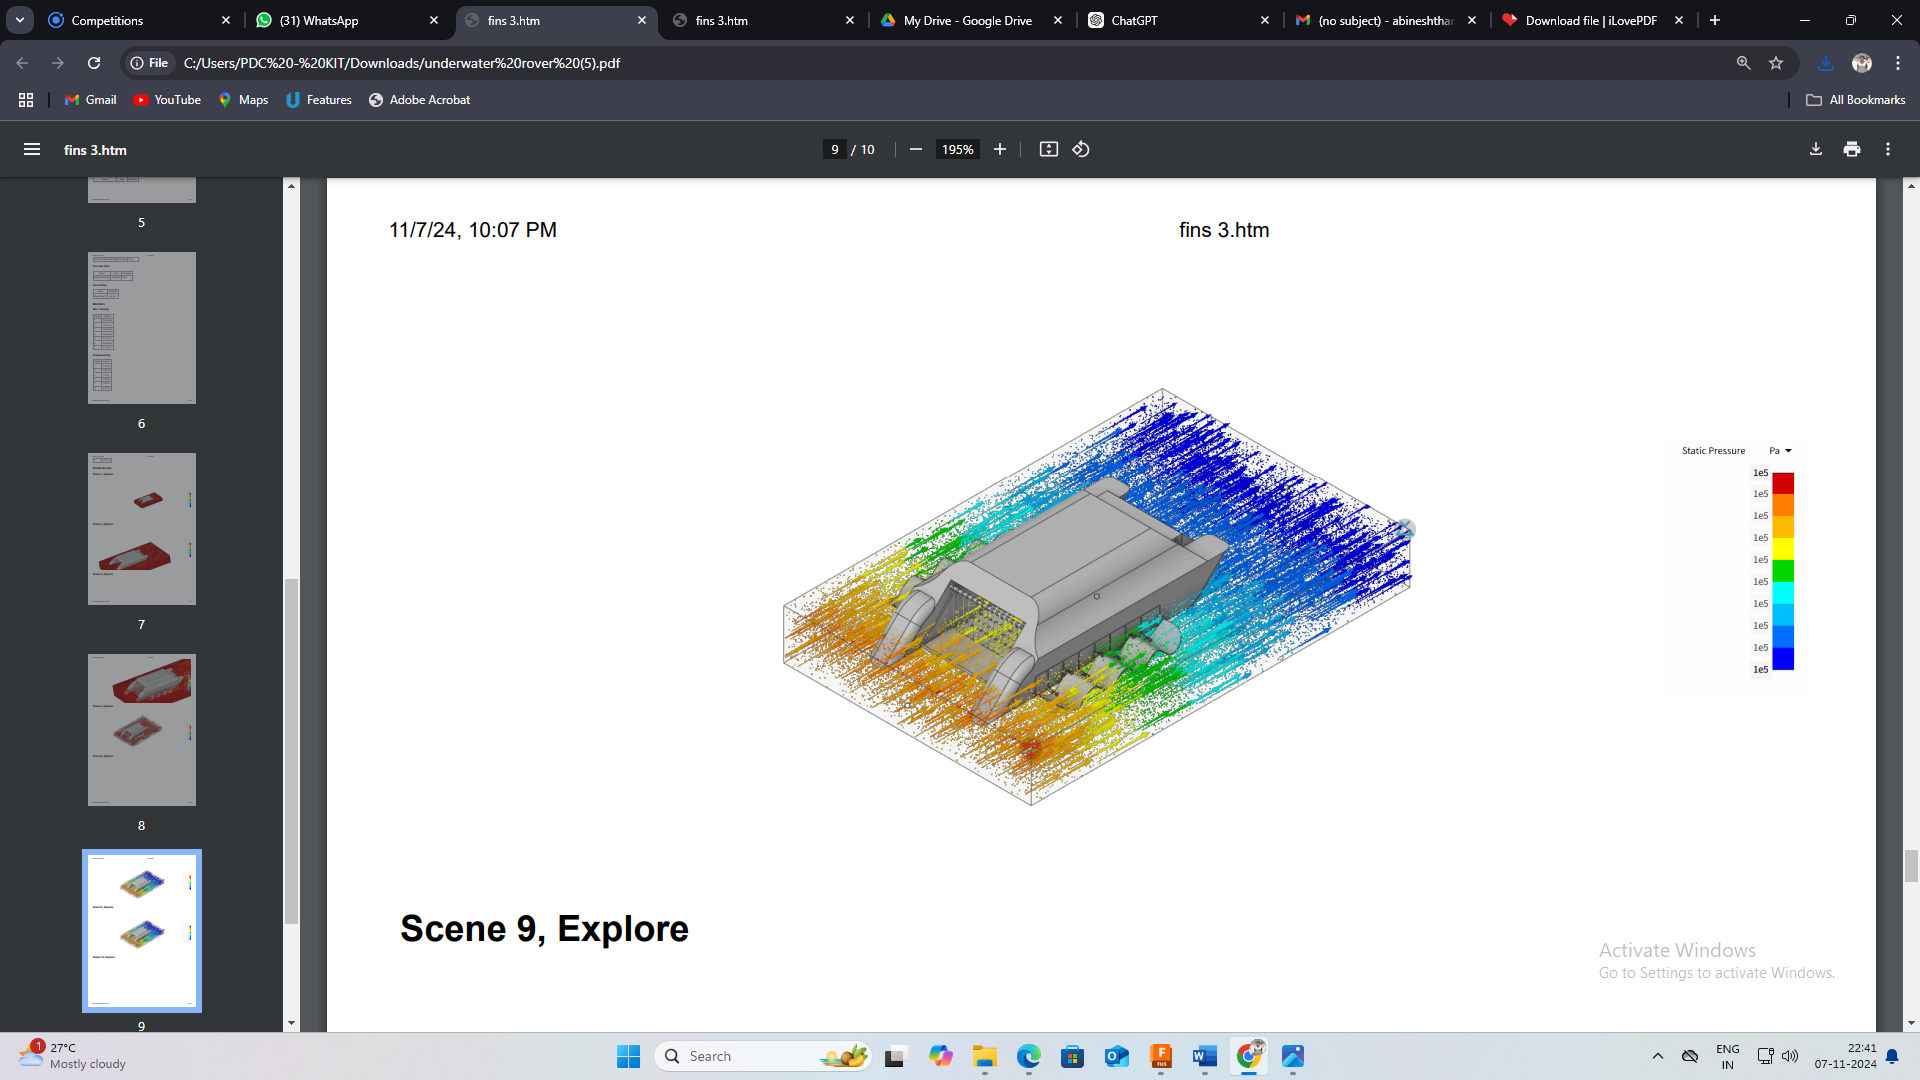 Competitions
(31) WhatsApp
fins 3.htm
fins 3.htm
My Drive - Google Drive
ChatGPT
(no subject) - abineshthar
Download file | iLovePDF
File
C:/Users/PDC%20-%20KIT/Downloads/underwater%20rover%20(5).pdf
Gmail
YouTube
Maps
Features
Adobe Acrobat
All Bookmarks
fins 3.htm
9 / 10
195%
5
6
7
8
9
11/7/24, 10:07 PM
fins 3.htm
Static Pressure
Pa
1e5
1e5
1e5
1e5
1e5
1e5
1e5
1e5
1e5
1e5
Scene 9, Explore
Activate Windows
Go to Settings to activate Windows.
1
27°C
Mostly cloudy
Search
ENG
IN
22:41
07-11-2024